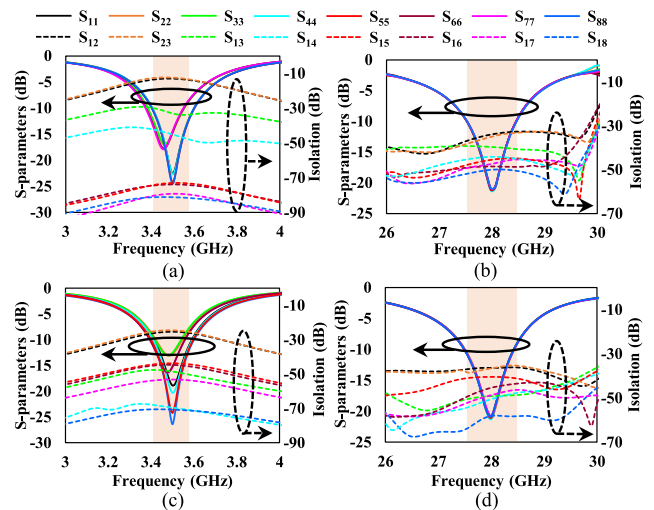 S11 S22 S33 S44 S55 S66 S77 S88
S12 S23 S13 S14 S15 S16 S17 S18
0
-5
-10
-15
-20
-25
-30
S-parameters (dB)
-10
-30
-50
-70
-90
Isolation (dB)
3 3.2 3.4 3.6 3.8 4
Frequency (GHz)
(a)
0
-5
-10
-15
-20
-25
S-parameters (dB)
-10
-30
-50
-70
Isolation (dB)
26 27 28 29 30
Frequency (GHz)
(b)
0
-5
-10
-15
-20
-25
-30
S-parameters (dB)
-10
-30
-50
-70
-90
Isolation (dB)
3 3.2 3.4 3.6 3.8 4
Frequency (GHz)
(c)
0
-5
-10
-15
-20
-25
S-parameters (dB)
-10
-30
-50
-70
Isolation (dB)
26 27 28 29 30
Frequency (GHz)
(d)